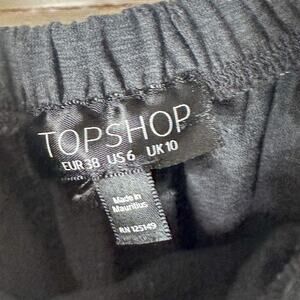 TOPSHOP
EUR 38 US 6 UK 10
Made in
Mauritius
RN 125149